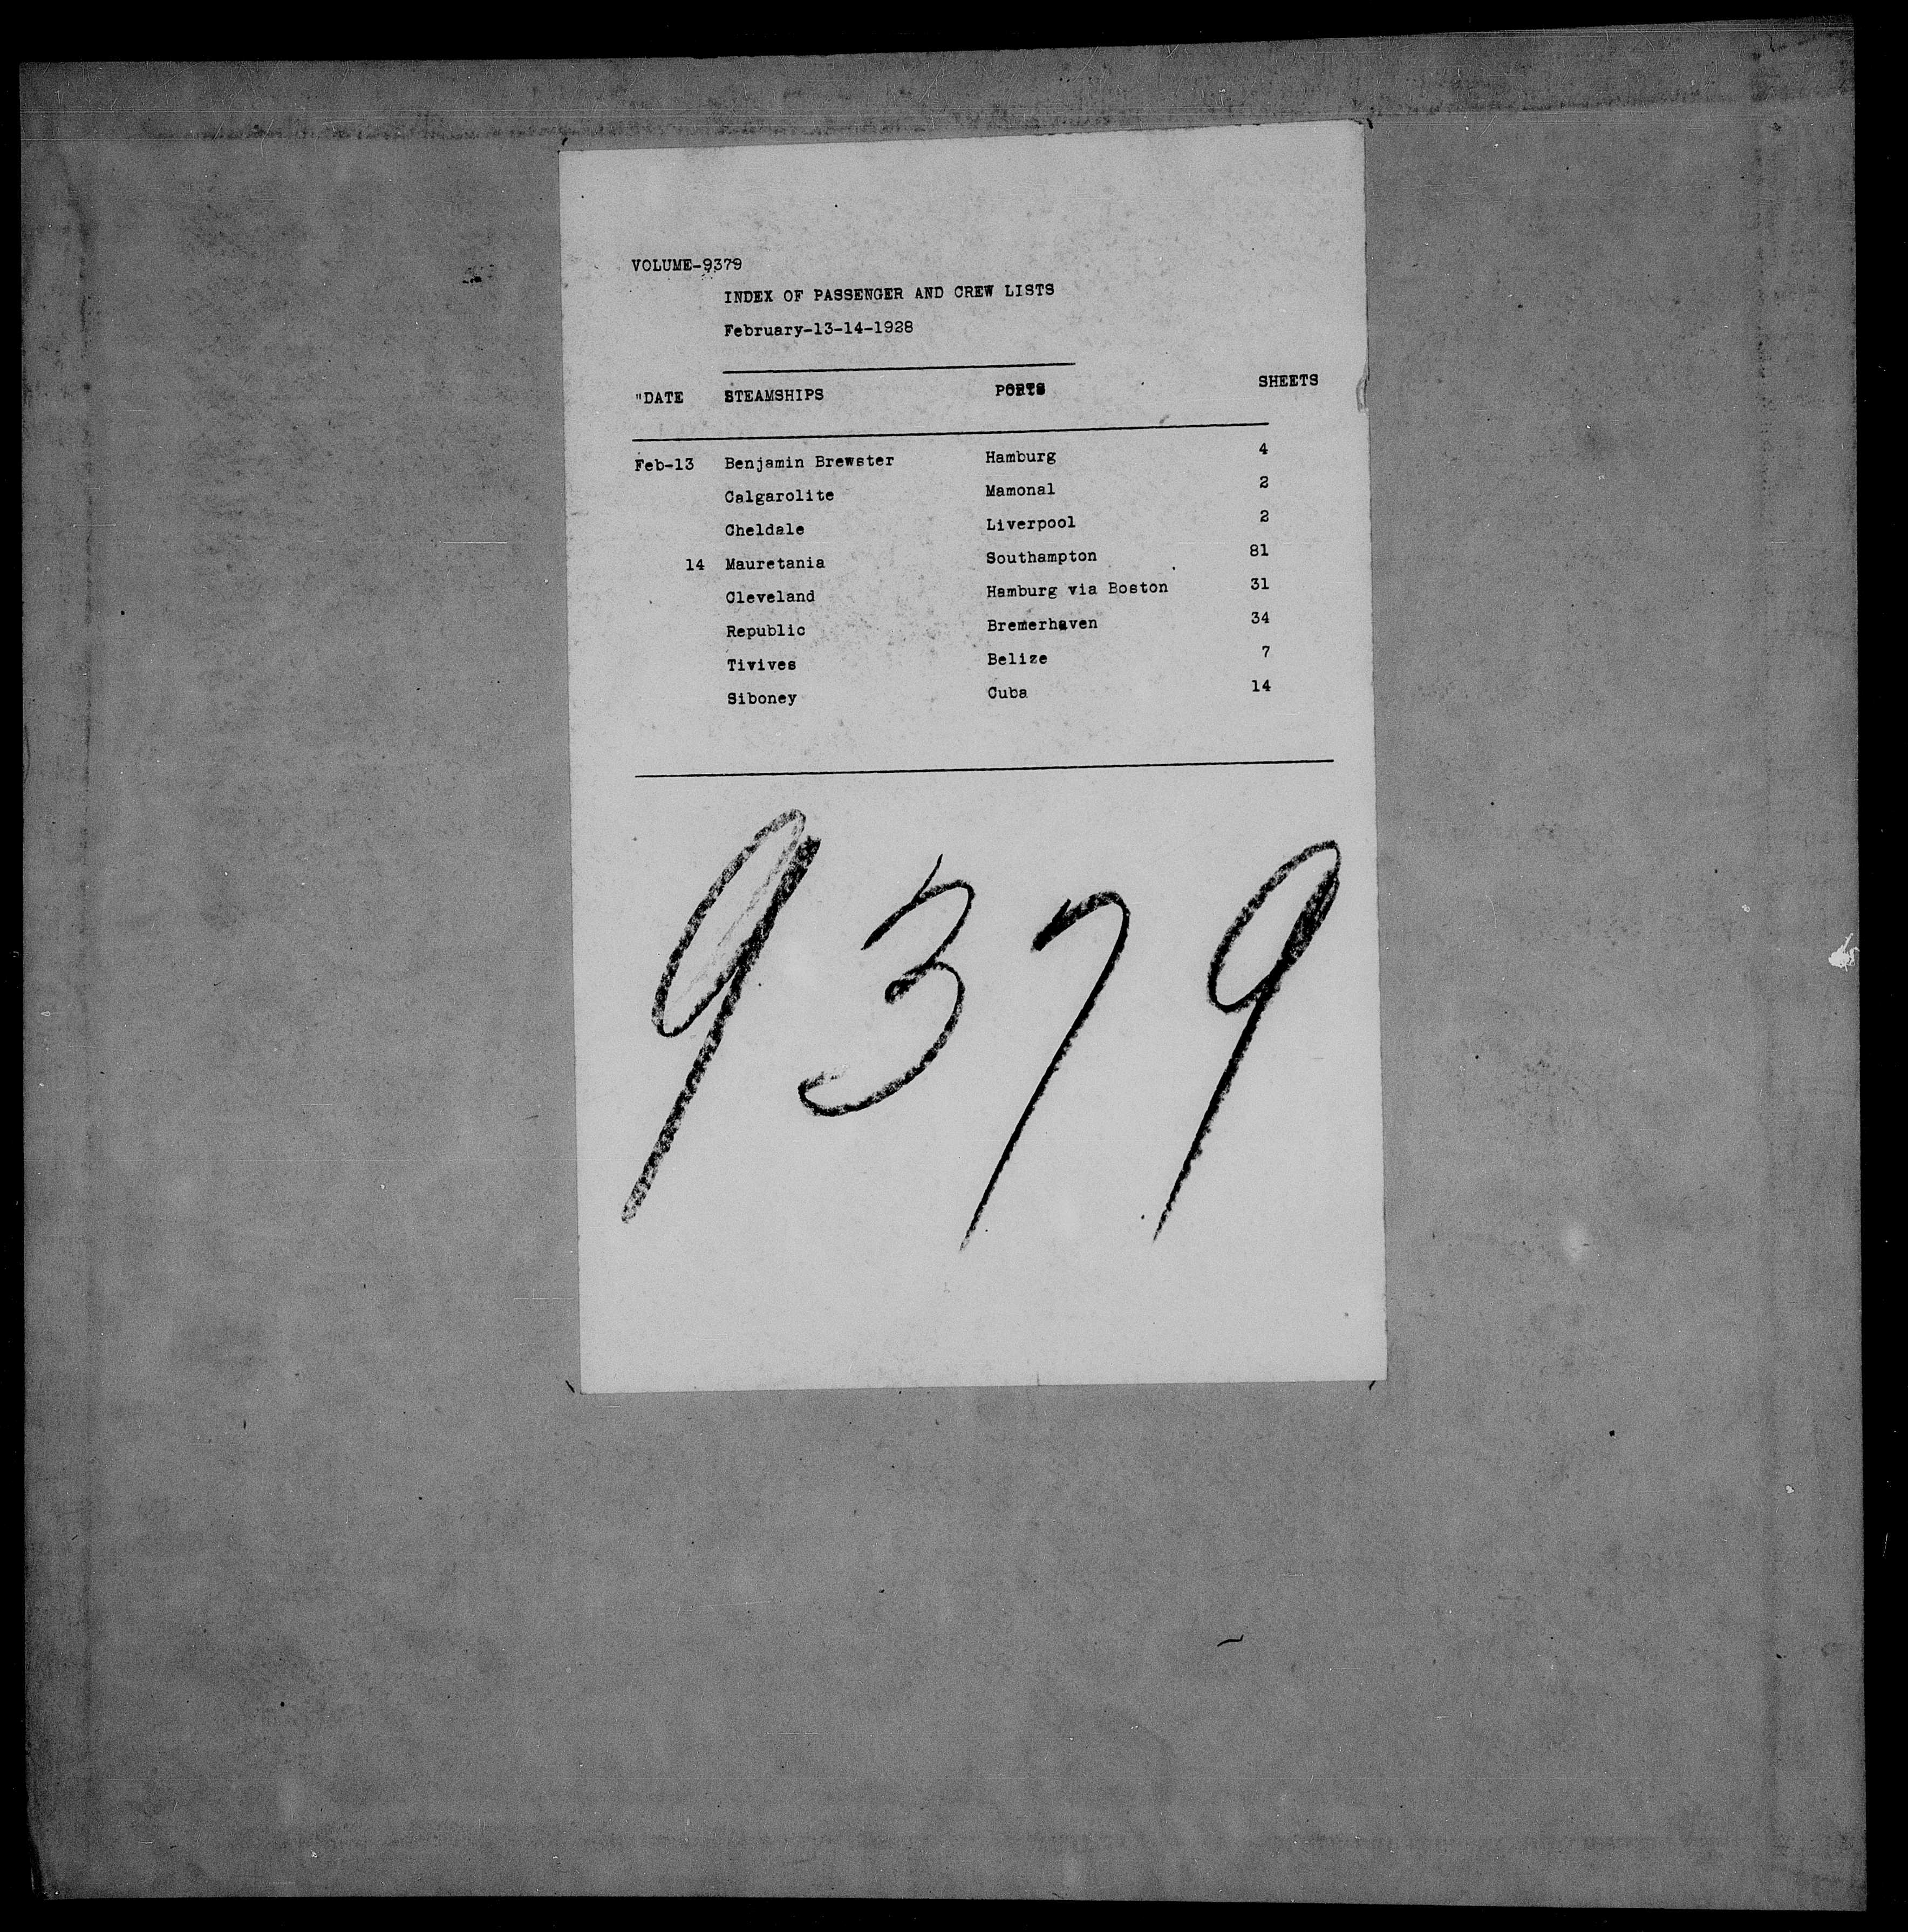 VOLUME-9379
INDEX OF PASSENGER AND CREW LISTS
February-13-14-1928
"DATE STEAMSHIPS PORTS SHEETS
Feb-13 Benjamin Brewster Hamburg 4
Calgarolite Mamonal 2
Cheldale Liverpool 2
14 Mauretania Southampton 81
Cleveland Hamburg via Boston 31
Republic Bremerhaven 34
Tivives Belize 7
Siboney Cuba 14
9379